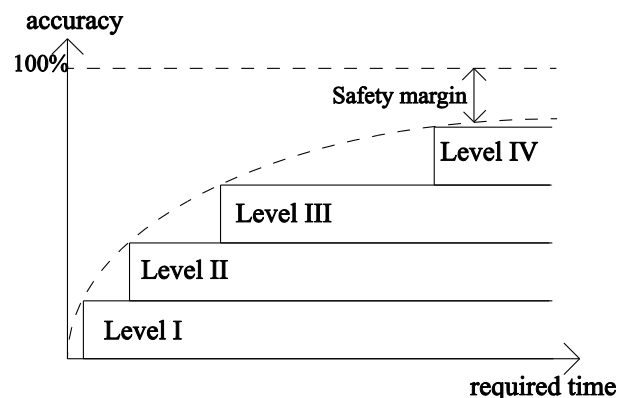 accuracy
100%
Safety margin
Level IV
Level III
Level II
Level I
required time